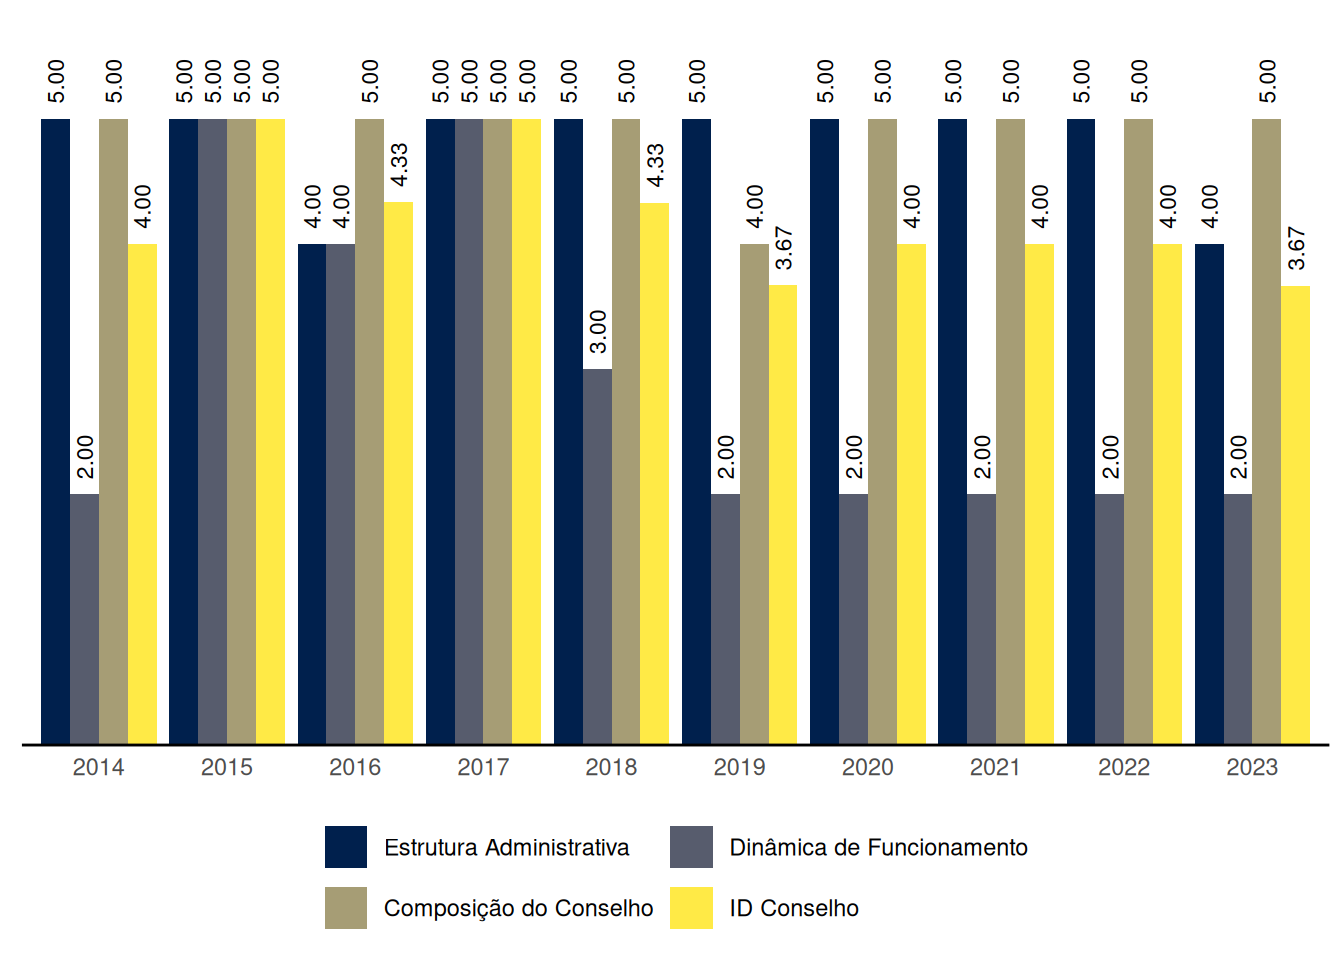 5.00 2.00 5.00 4.00
5.00 5.00 5.00 5.00
4.00 4.00 5.00 4.33
5.00 5.00 5.00 5.00
5.00 3.00 5.00 4.33
5.00 2.00 4.00 3.67
5.00 2.00 5.00 4.00
5.00 2.00 5.00 4.00
5.00 2.00 5.00 4.00
4.00 2.00 5.00 3.67
2014 2015 2016 2017 2018 2019 2020 2021 2022 2023
Estrutura Administrativa Dinâmica de Funcionamento
Composição do Conselho ID Conselho